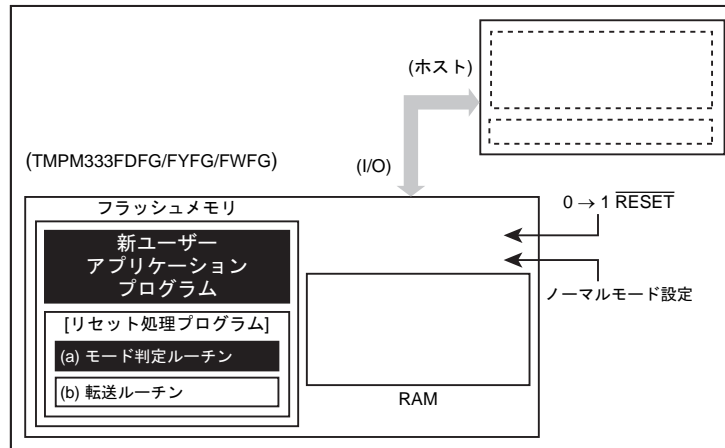 (ホスト)
(TMPM333FDFG/FYFG/FWFG)
(I/O)
フラッシュメモリ
0 → 1 RESET
新ユーザー
アプリケーション
プログラム
ノーマルモード設定
[リセット処理プログラム]
(a) モード判定ルーチン
(b) 転送ルーチン
RAM